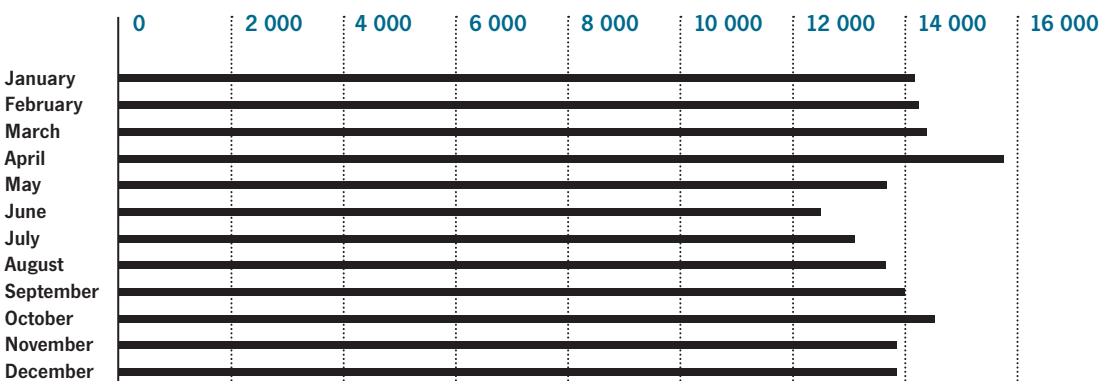 0 2 000 4 000 6 000 8 000 10 000 12 000 14 000 16 000
January
February
March
April
May
June
July
August
September
October
November
December